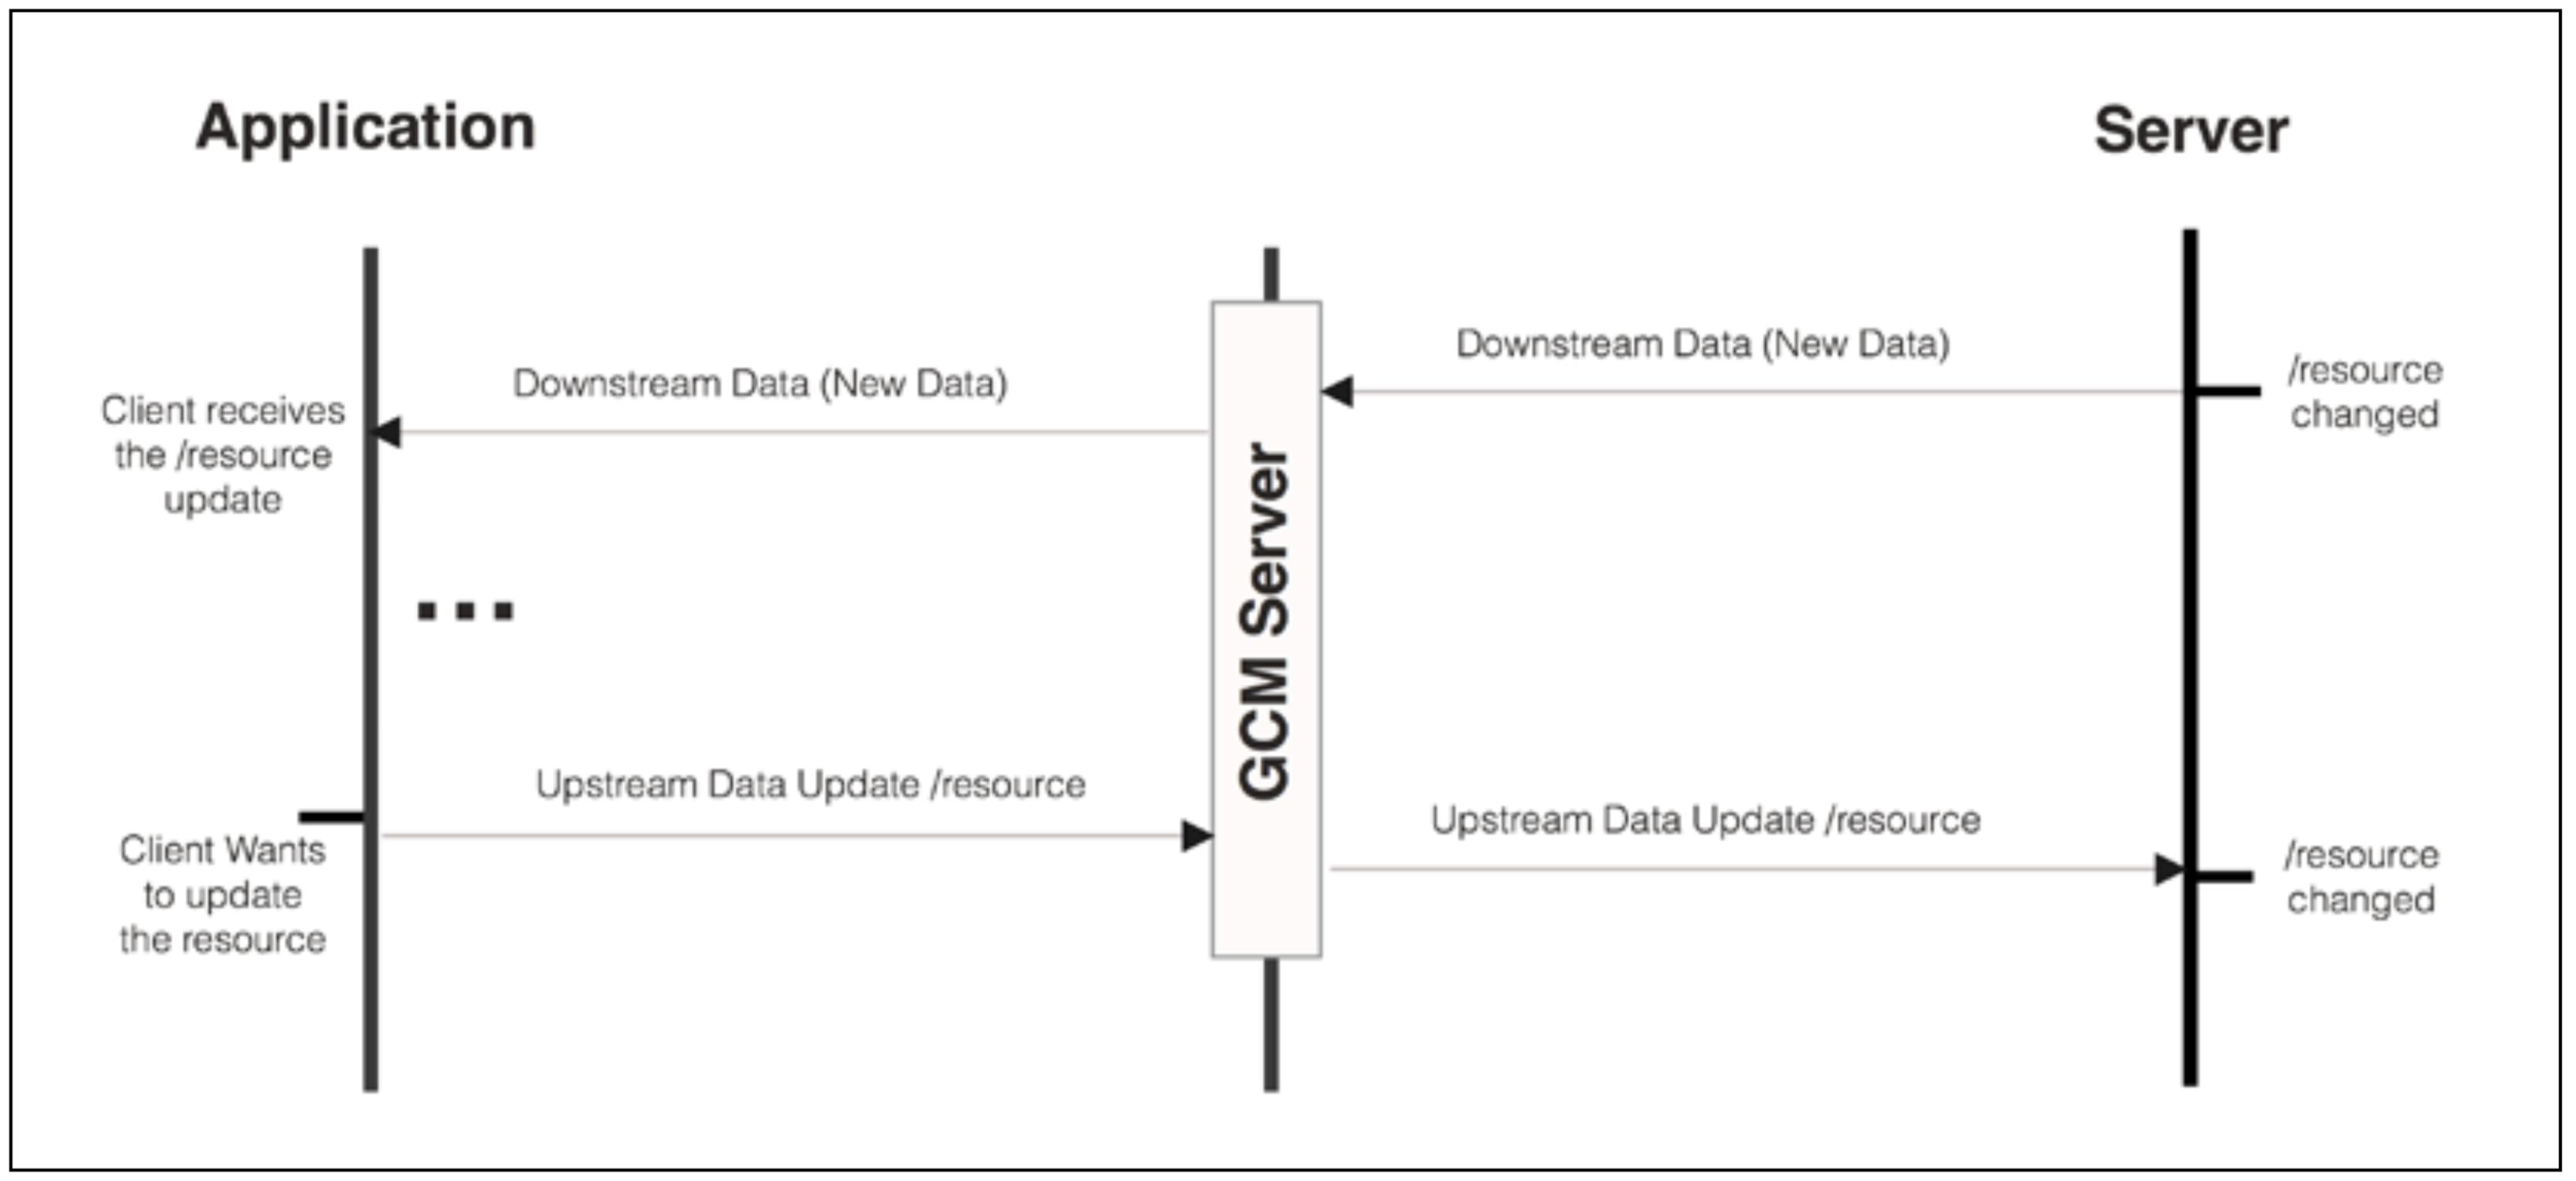 Application
Server
Downstream Data (New Data)
/resource
changed
Downstream Data (New Data)
Client receives
the /resource
update
GCM Server
Upstream Data Update /resource
Client Wants
to update
the resource
Upstream Data Update /resource
/resource
changed